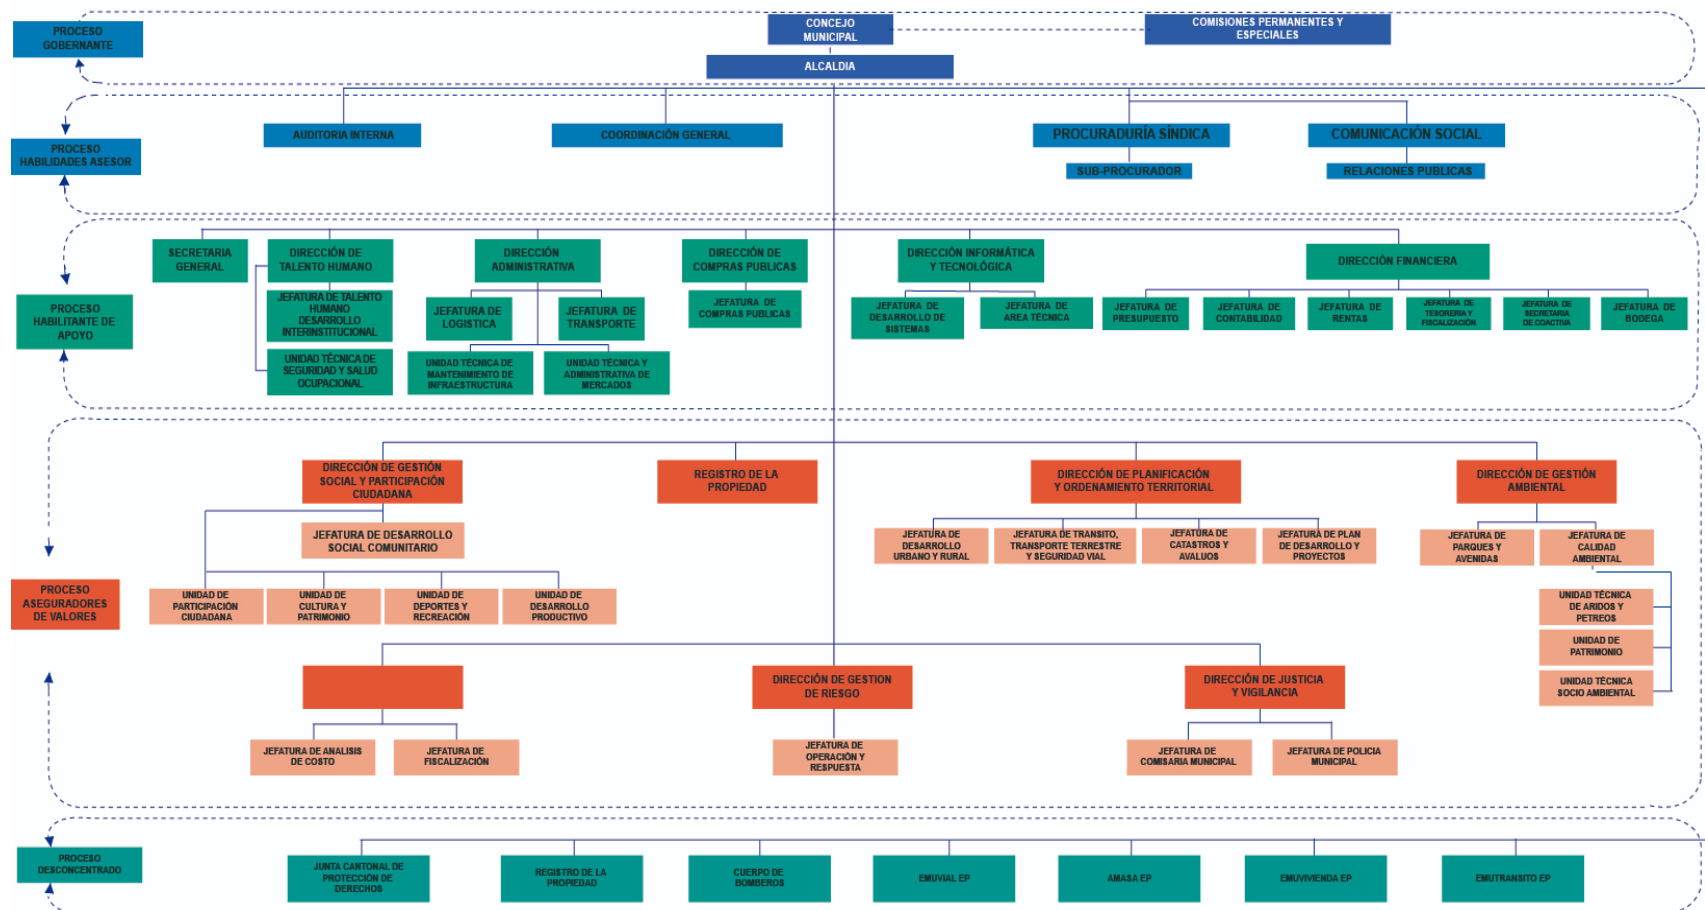 PROCESO
GOBERNANTE
CONCEJO
MUNICIPAL
COMISIONES PERMANENTES Y
ESPECIALES
ALCALDIA
PROCESO
HABILIDADES ASESOR
AUDITORIA INTERNA
COORDINACIÓN GENERAL
PROCURADURÍA SÍNDICA
COMUNICACIÓN SOCIAL
SUB-PROCURADOR
RELACIONES PUBLICAS
PROCESO
HABILITANTE DE
APOYO
SECRETARIA
GENERAL
DIRECCIÓN DE
TALENTO HUMANO
DIRECCIÓN
ADMINISTRATIVA
DIRECCIÓN DE
COMPRAS PUBLICAS
DIRECCIÓN INFORMÁTICA
Y TECNOLÓGICA
DIRECCIÓN FINANCIERA
JEFATURA DE TALENTO
HUMANO
DESARROLLO
INTERINSTITUCIONAL
JEFATURA DE
LOGISTICA
JEFATURA DE
TRANSPORTE
JEFATURA DE
COMPRAS PUBLICAS
JEFATURA DE
DESARROLLO DE
SISTEMAS
JEFATURA DE
AREA TÉCNICA
JEFATURA DE
PRESUPUESTO
JEFATURA DE
CONTABILIDAD
JEFATURA DE
RENTAS
JEFATURA DE
TESORERIA Y
FISCALIZACIÓN
JEFATURA DE
SECRETARIA
DE COACTIVA
JEFATURA DE
BODEGA
UNIDAD TÉCNICA DE
SEGURIDAD Y SALUD
OCUPACIONAL
UNIDAD TÉCNICA DE
MANTENIMIENTO DE
INFRAESTRUCTURA
UNIDAD TÉCNICA Y
ADMINISTRATIVA DE
MERCADOS
PROCESO
ASEGURADORES
DE VALORES
DIRECCIÓN DE GESTIÓN
SOCIAL Y PARTICIPACIÓN
CIUDADANA
REGISTRO DE LA
PROPIEDAD
DIRECCIÓN DE PLANIFICACIÓN
Y ORDENAMIENTO TERRITORIAL
DIRECCIÓN DE GESTIÓN
AMBIENTAL
JEFATURA DE DESARROLLO
SOCIAL COMUNITARIO
JEFATURA DE
DESARROLLO
URBANO Y RURAL
JEFATURA DE TRANSITO,
TRANSPORTE TERRESTRE
Y SEGURIDAD VIAL
JEFATURA DE
CATASTROS Y
AVALUOS
JEFATURA DE PLAN
DE DESARROLLO Y
PROYECTOS
JEFATURA DE
PARQUES Y
AVENIDAS
JEFATURA DE
CALIDAD
AMBIENTAL
UNIDAD DE
PARTICIPACIÓN
CIUDADANA
UNIDAD DE
CULTURA Y
PATRIMONIO
UNIDAD DE
DEPORTES Y
RECREACIÓN
UNIDAD DE
DESARROLLO
PRODUCTIVO
UNIDAD TÉCNICA
DE ARIDOS Y
PETREOS
UNIDAD DE
PATRIMONIO
UNIDAD TÉCNICA
SOCIO AMBIENTAL
DIRECCIÓN DE GESTION
DE RIESGO
DIRECCIÓN DE JUSTICIA
Y VIGILANCIA
JEFATURA DE ANALISIS
DE COSTO
JEFATURA DE
FISCALIZACIÓN
JEFATURA DE
OPERACIÓN Y
RESPUESTA
JEFATURA DE
COMISARIA MUNICIPAL
JEFATURA DE POLICIA
MUNICIPAL
PROCESO
DESCONCENTRADO
JUNTA CANTONAL DE
PROTECCIÓN DE
DERECHOS
REGISTRO DE LA
PROPIEDAD
CUERPO DE
BOMBEROS
EMUVIAL EP
AMASA EP
EMUVIVIENDA EP
EMUTRANSITO EP